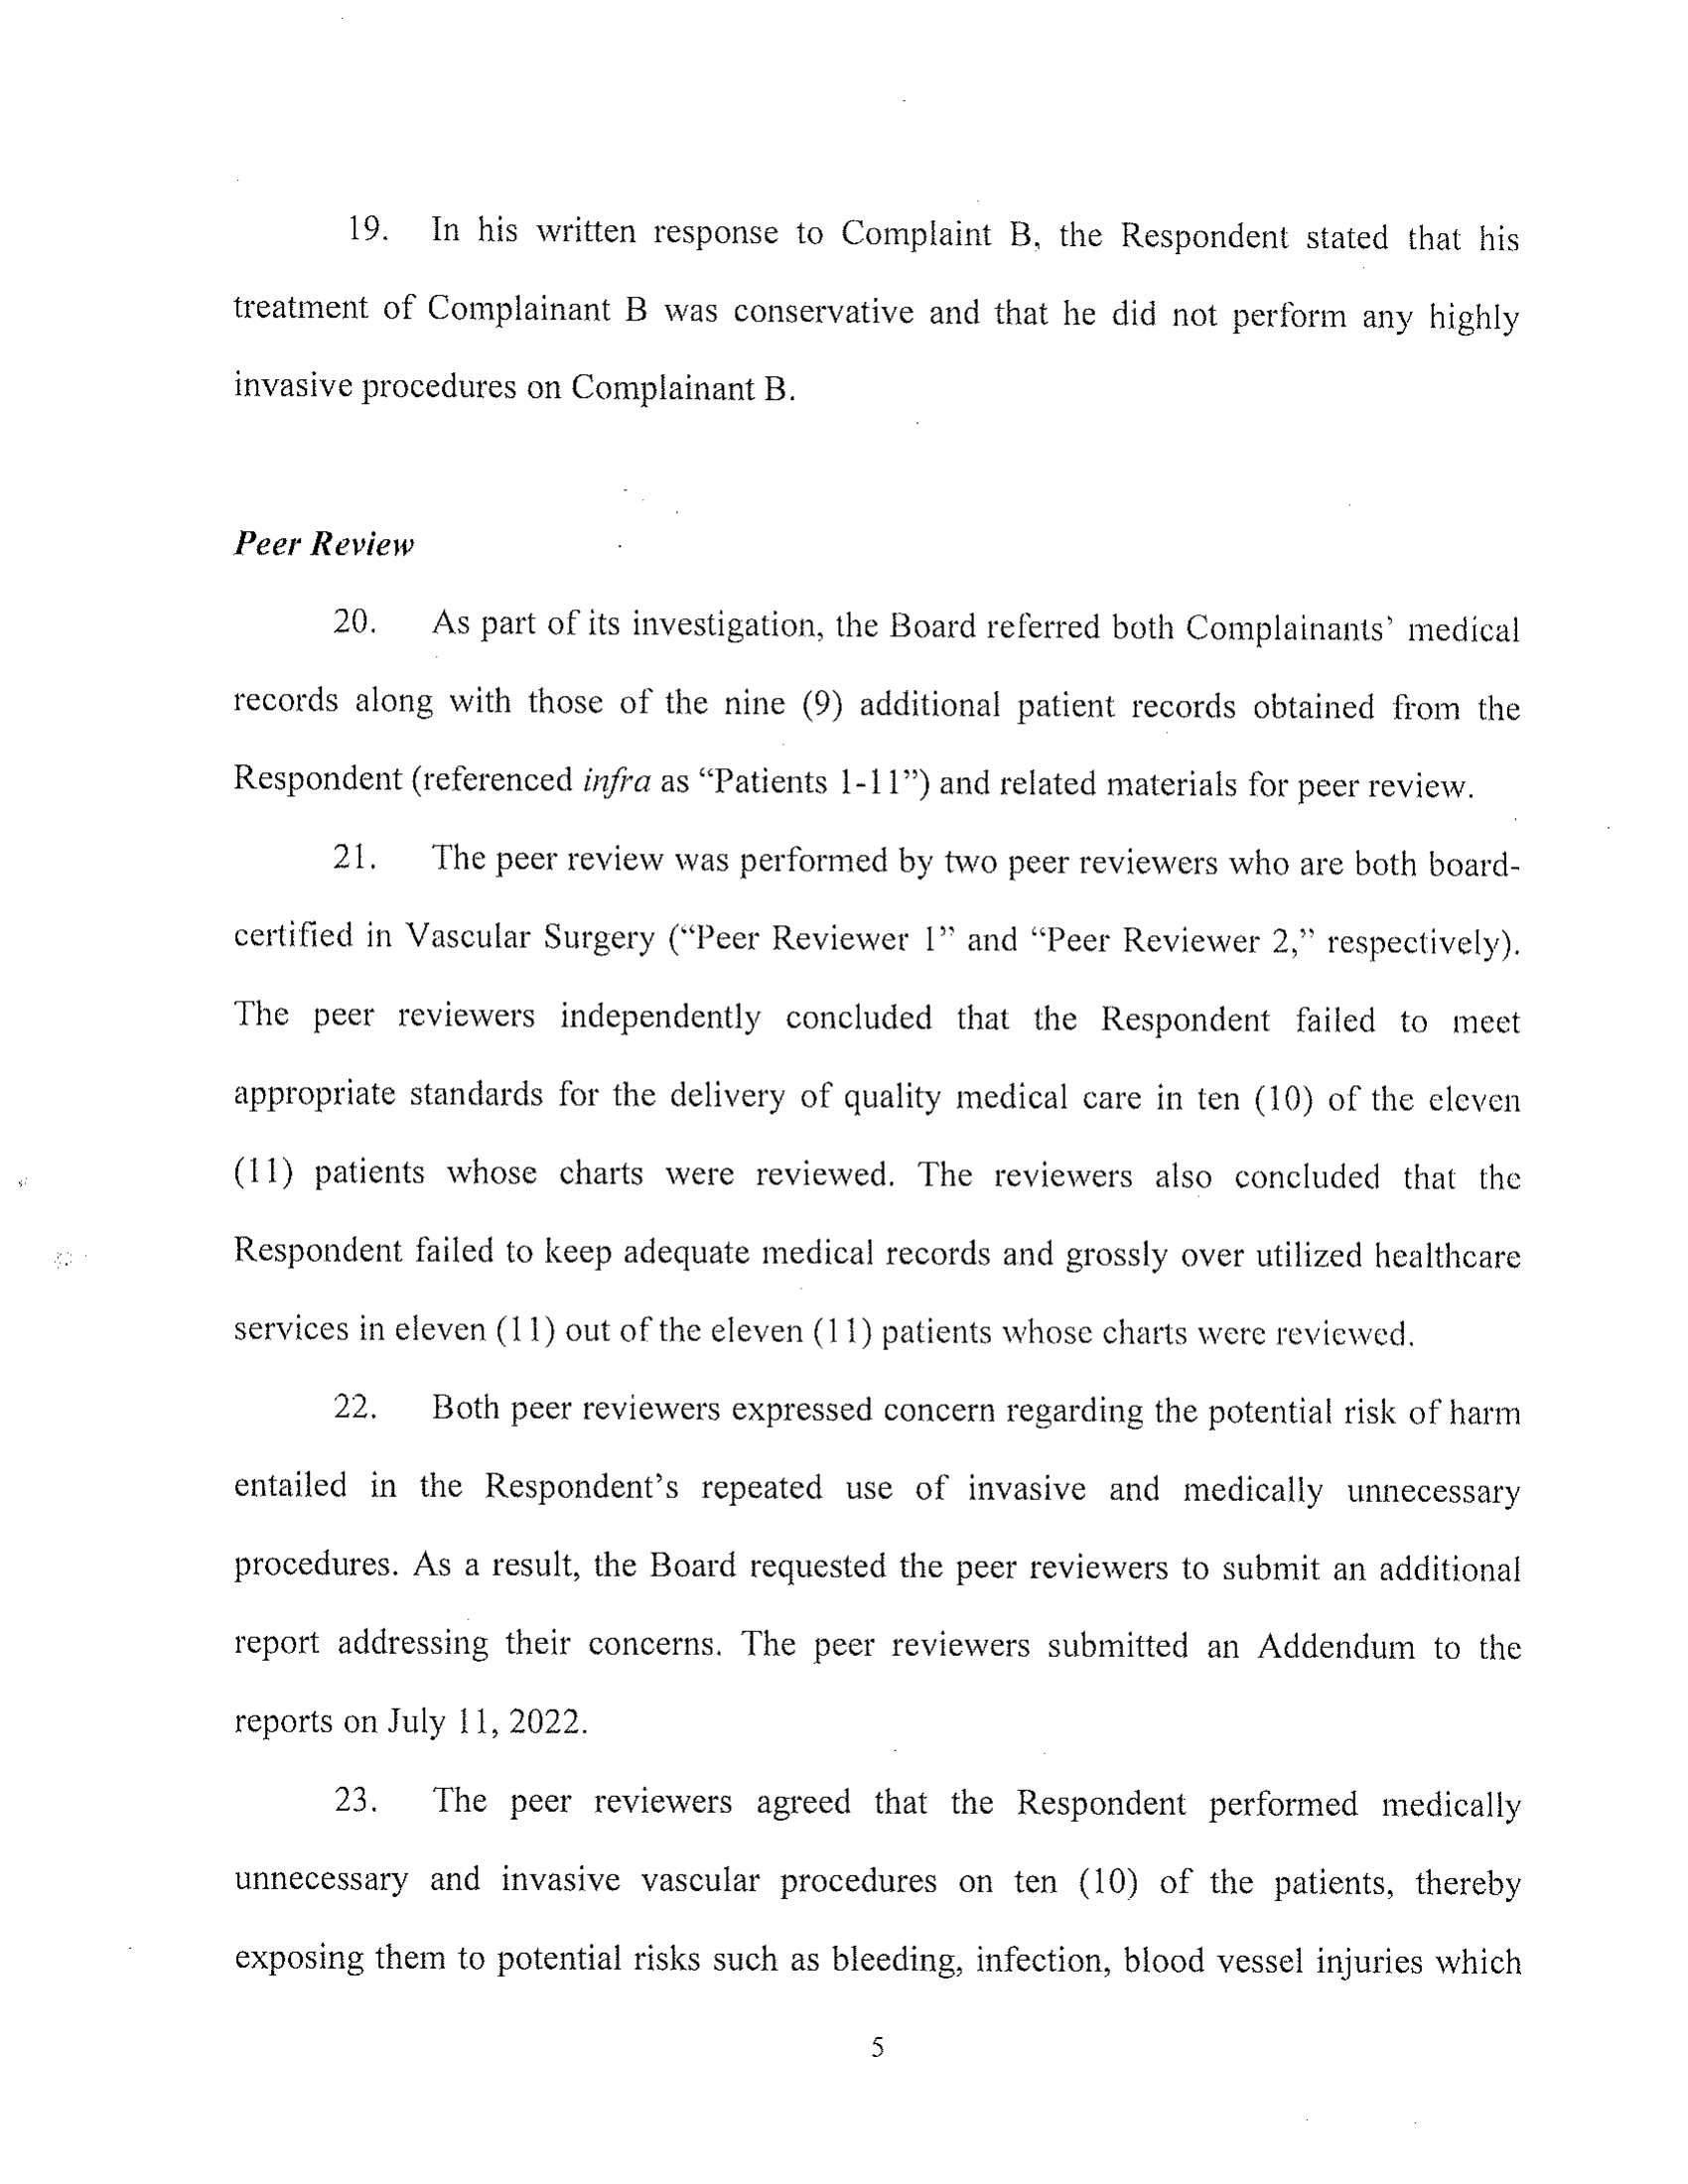 19. In his written response to Complaint B, the Respondent stated that his
treatment of Complainant B was conservative and that he did not perform any highly
invasive procedures on Complainant B.
Peer Review
20. As part of its investigation, the Board referred both Complainants' medical
records along with those of the nine (9) additional patient records obtained from the
Respondent (referenced infra as “Patients 1-11”) and related materials for peer review.
21. The peer review was performed by two peer reviewers who are both board-
certified in Vascular Surgery (“Peer Reviewer 1” and “Peer Reviewer 2,” respectively).
The peer reviewers independently concluded that the Respondent failed to meet
appropriate standards for the delivery of quality medical care in ten (10) of the eleven
(11) patients whose charts were reviewed. The reviewers also concluded that the
Respondent failed to keep adequate medical records and grossly over utilized healthcare
services in eleven (11) out of the eleven (11) patients whose charts were reviewed.
22. Both peer reviewers expressed concern regarding the potential risk of harm
entailed in the Respondent's repeated use of invasive and medically unnecessary
procedures. As a result, the Board requested the peer reviewers to submit an additional
report addressing their concerns. The peer reviewers submitted an Addendum to the
reports on July 11, 2022.
23. The peer reviewers agreed that the Respondent performed medically
unnecessary and invasive vascular procedures on ten (10) of the patients, thereby
exposing them to potential risks such as bleeding, infection, blood vessel injuries which
5